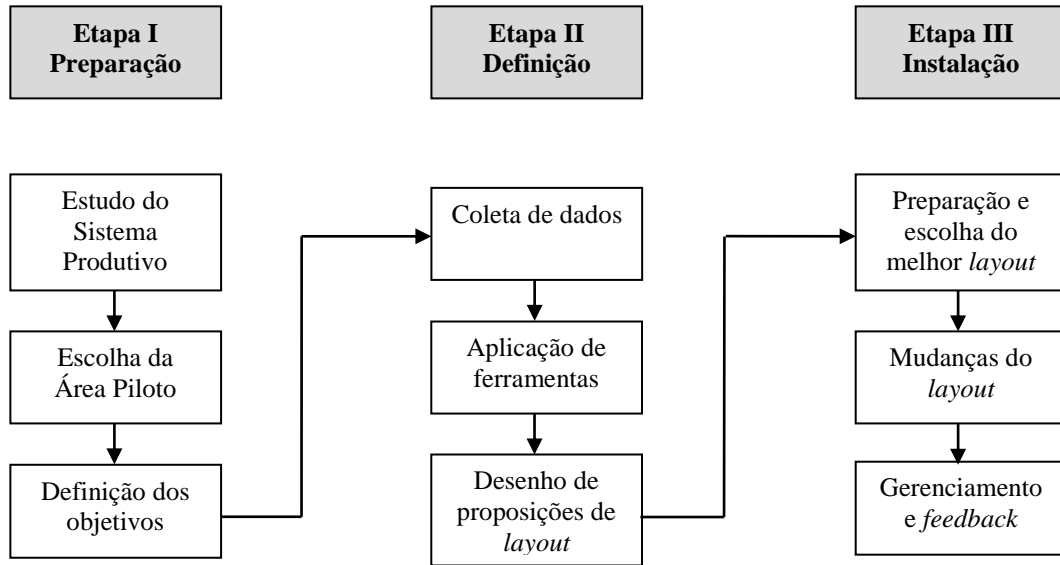 Etapa I
Preparação
Etapa II
Definição
Etapa III
Instalação
Estudo do
Sistema
Produtivo
Escolha da
Área Piloto
Definição dos
objetivos
Coleta de dados
Aplicação de
ferramentas
Desenho de
proposições de
layout
Preparação e
escolha do
melhor layout
Mudanças do
layout
Gerenciamento
e feedback